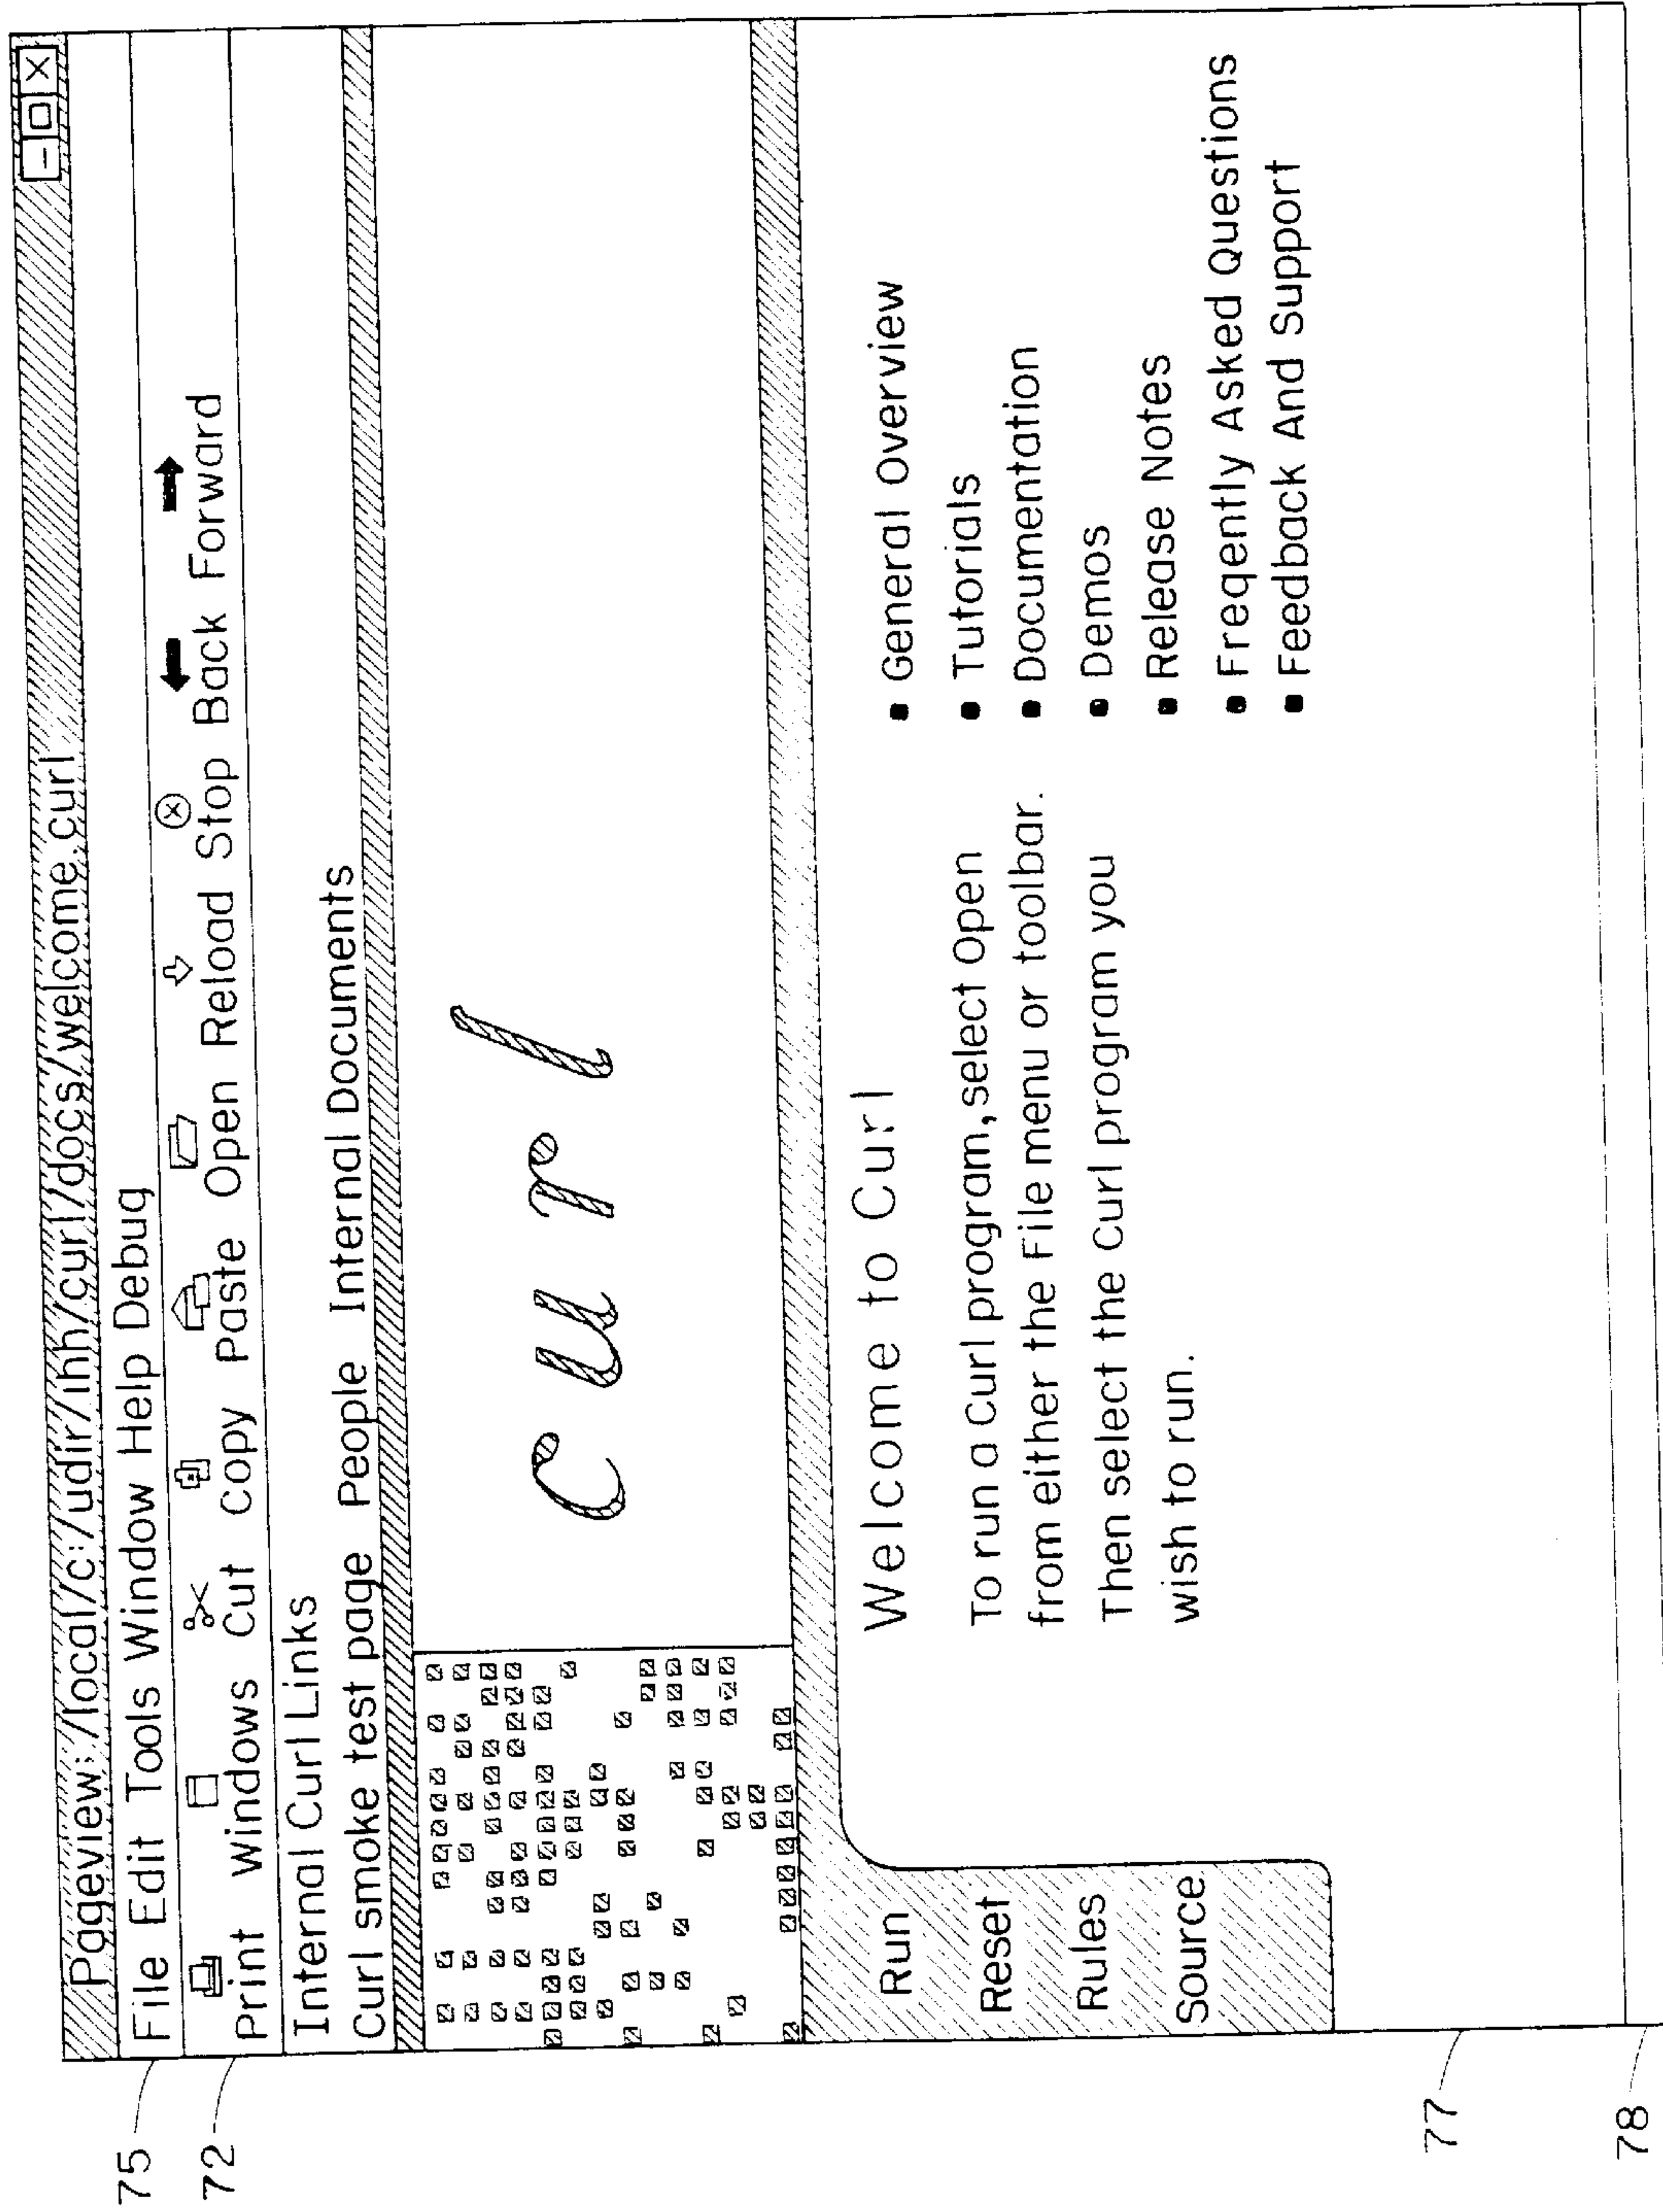 Pageview: /local/c:/udir/ihh/curl/docs/welcome.curl
75
File Edit Tools Window Help Debug
72
Print Windows Cut Copy Paste Open Reload Stop Back Forward
Internal Curl Links
Curl smoke test page People Internal Documents
Curl
Run
Reset
Rules
Source
Welcome to Curl
To run a Curl program, select Open
from either the File menu or toolbar.
Then select the Curl program you
wish to run.
• General Overview
• Tutorials
• Documentation
• Demos
• Release Notes
• Freqently Asked Questions
• Feedback And Support
77
78